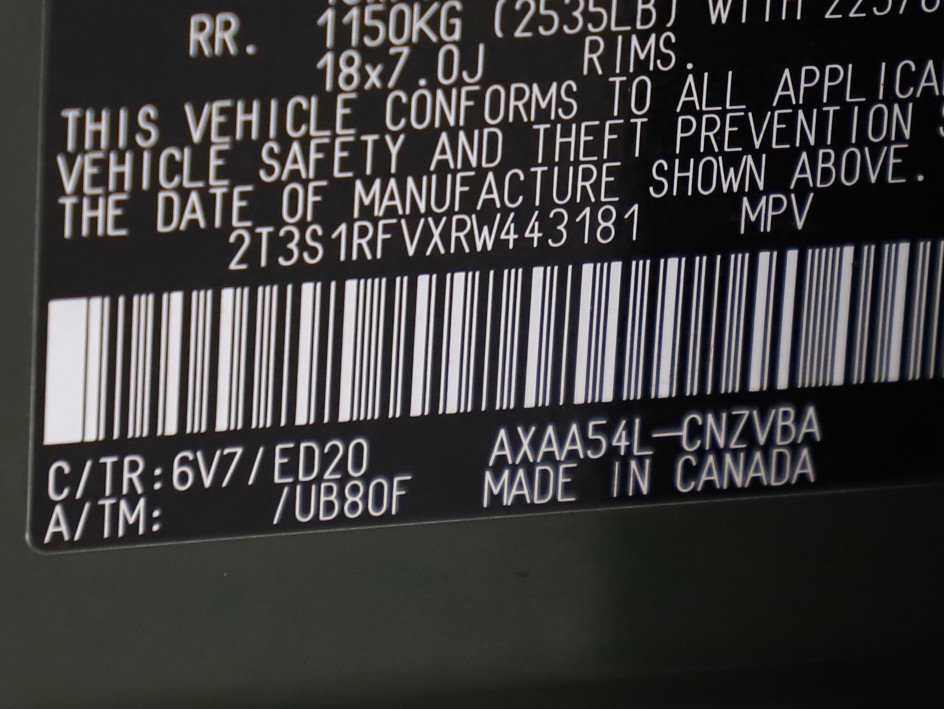 RR. 1150KG (2535LB) WITH
18x7.0J RIMS.
THIS VEHICLE CONFORMS TO ALL
VEHICLE SAFETY AND THEFT PREVENTION
THE DATE OF MANUFACTURE SHOWN ABOVE.
2T3S1RFVXRW443181 MPV
C/TR:6V7/ED20 AXAA54L-CNZVBA
A/TM: /UB80F MADE IN CANADA